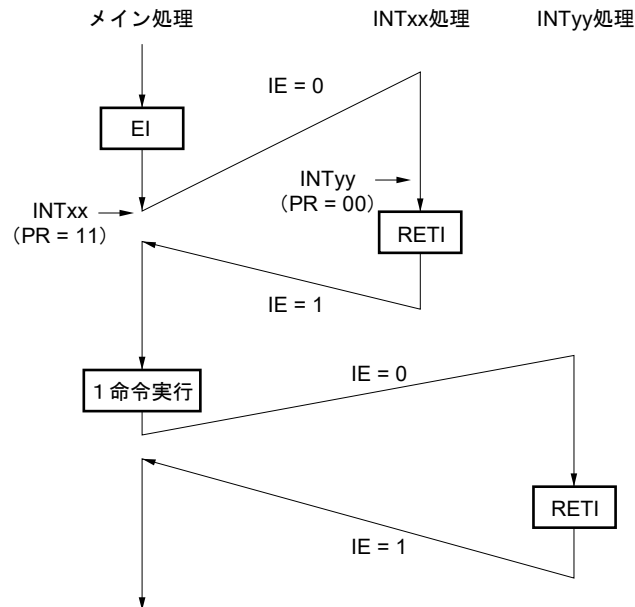 メイン処理
INTxx処理
INTyy処理
IE = 0
EI
INTxx
（PR = 11）
INTyy
（PR = 00）
RETI
IE = 1
IE = 0
1 命令実行
RETI
IE = 1